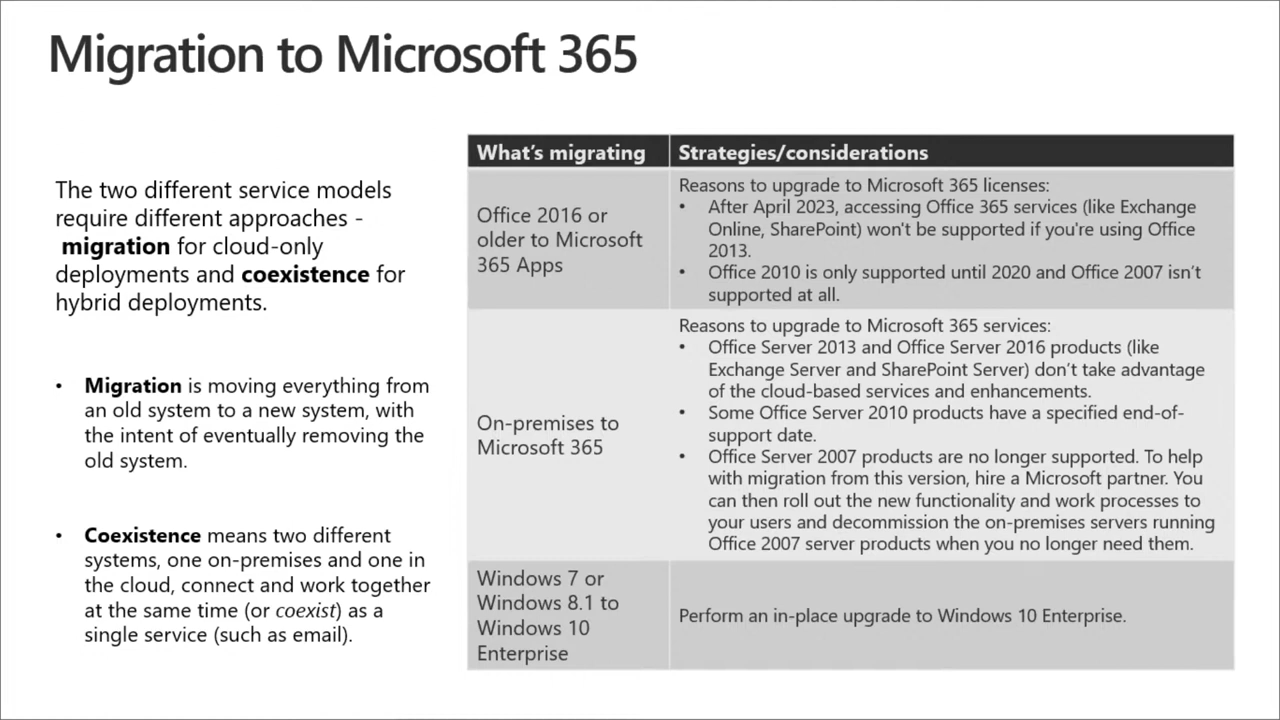 Migration to Microsoft 365
The two different service models
require different approaches -
migration for cloud-only
deployments and coexistence for
hybrid deployments.
• Migration is moving everything from
an old system to a new system, with
the intent of eventually removing the
old system.
• Coexistence means two different
systems, one on-premises and one in
the cloud, connect and work together
at the same time (or coexist) as a
single service (such as email).
What's migrating
Strategies/considerations
Office 2016 or
older to Microsoft
365 Apps
Reasons to upgrade to Microsoft 365 licenses:
• After April 2023, accessing Office 365 services (like Exchange
Online, SharePoint) won't be supported if you're using Office
2013.
• Office 2010 is only supported until 2020 and Office 2007 isn't
supported at all.
On-premises to
Microsoft 365
Reasons to upgrade to Microsoft 365 services:
• Office Server 2013 and Office Server 2016 products (like
Exchange Server and SharePoint Server) don't take advantage
of the cloud-based services and enhancements.
• Some Office Server 2010 products have a specified end-of-
support date.
• Office Server 2007 products are no longer supported. To help
with migration from this version, hire a Microsoft partner. You
can then roll out the new functionality and work processes to
your users and decommission the on-premises servers running
Office 2007 server products when you no longer need them.
Windows 7 or
Windows 8.1 to
Windows 10
Enterprise
Perform an in-place upgrade to Windows 10 Enterprise.